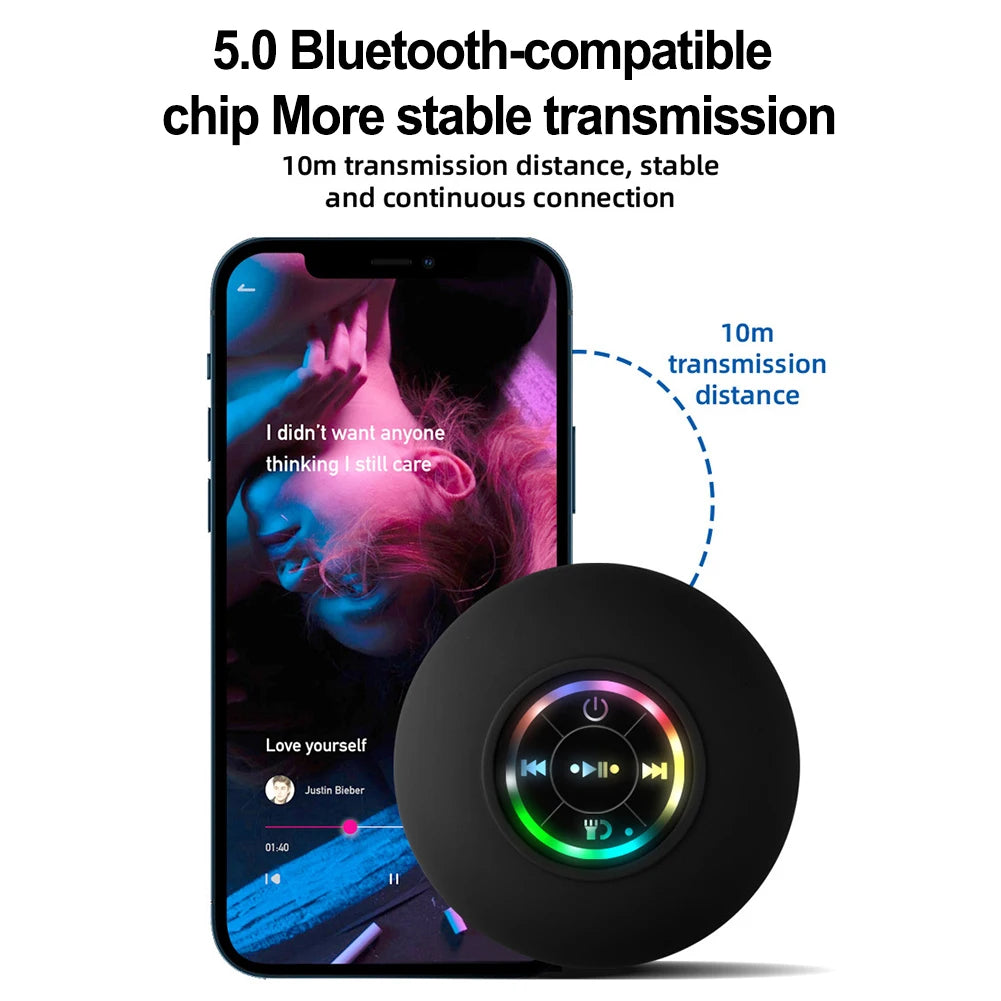 5.0 Bluetooth-compatible
chip More stable transmission
10m transmission distance, stable
and continuous connection
10m
transmission
distance
I didn't want anyone
thinking I still care
Love yourself
Justin Bieber
01:40